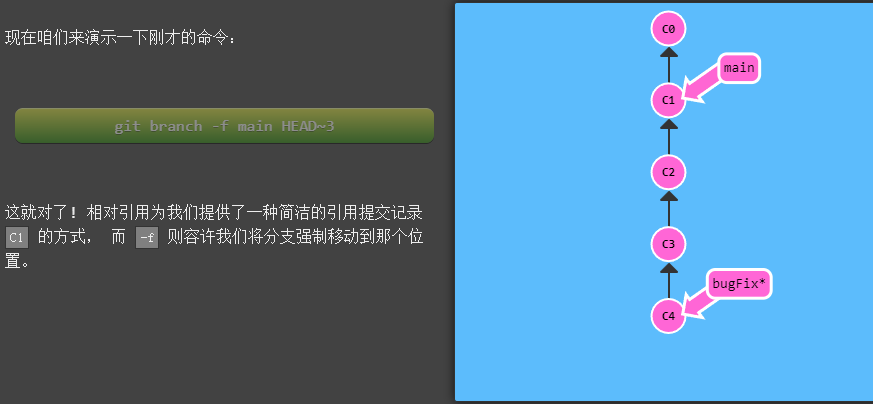 现在咱们来演示一下刚才的命令：
git branch -f main HEAD~3
这就对了! 相对引用为我们提供了一种简洁的引用提交记录
C1 的方式， 而 -f 则容许我们将分支强制移动到那个位
置。
C0
main
C1
C2
C3
bugFix*
C4